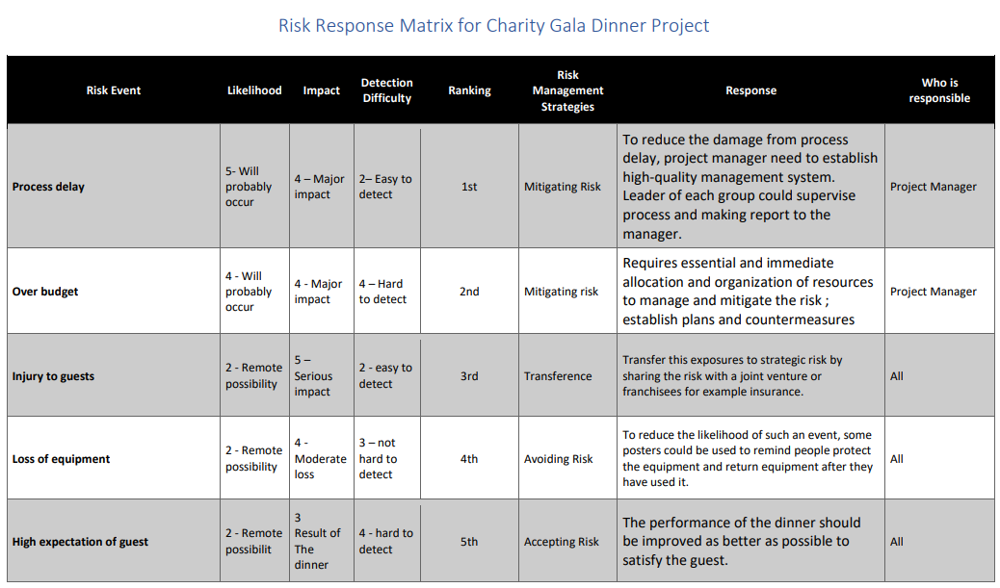 Risk Response Matrix for Charity Gala Dinner Project
Risk Event
Likelihood
Impact
Detection
Difficulty
Ranking
Risk
Management
Strategies
Response
Who is
responsible
Process delay
5- Will
probably
occur
4 – Major
impact
2– Easy to
detect
1st
Mitigating Risk
To reduce the damage from process
delay, project manager need to establish
high-quality management system.
Leader of each group could supervise
process and making report to the
manager.
Project Manager
Over budget
4 - Will
probably
occur
4 - Major
impact
4 – Hard
to detect
2nd
Mitigating risk
Requires essential and immediate
allocation and organization of resources
to manage and mitigate the risk ;
establish plans and countermeasures
Project Manager
Injury to guests
2 - Remote
possibility
5 –
Serious
impact
2 - easy to
detect
3rd
Transference
Transfer this exposures to strategic risk by
sharing the risk with a joint venture or
franchisees for example insurance.
All
Loss of equipment
2 - Remote
possibility
4 -
Moderate
loss
3 – not
hard to
detect
4th
Avoiding Risk
To reduce the likelihood of such an event, some
posters could be used to remind people protect
the equipment and return equipment after they
have used it.
All
High expectation of guest
2 - Remote
possibilit
3
Result of
The
dinner
4 - hard to
detect
5th
Accepting Risk
The performance of the dinner should
be improved as better as possible to
satisfy the guest.
All